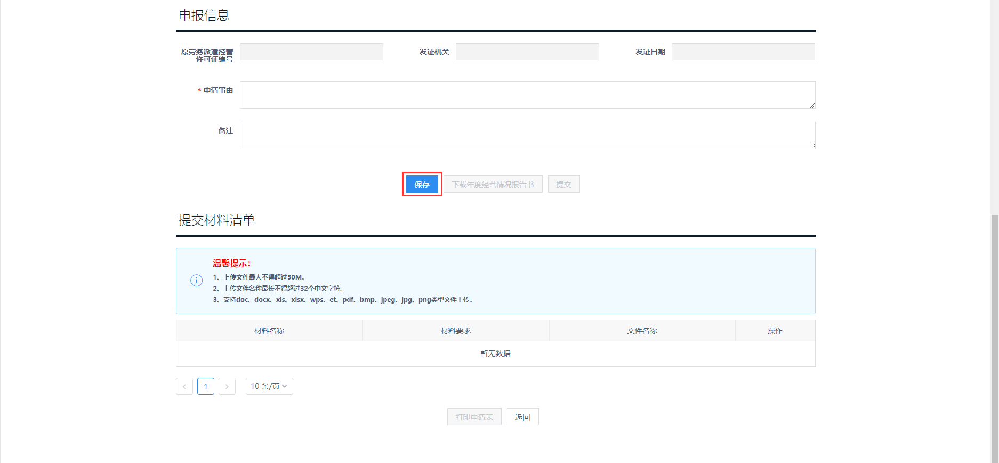 申报信息
原劳务派遣经营
许可证编号
发证机关
发证日期
* 申请事由
备注
保存
下载年度经营情况报告书
提交
提交材料清单
温馨提示：
1、上传文件最大不得超过50M。
2、上传文件名称最长不得超过32个中文字符。
3、支持doc、docx、xls、xlsx、wps、et、pdf、bmp、jpeg、jpg、png类型文件上传。
材料名称 材料要求 文件名称 操作
暂无数据
1 10 条/页
打印申请表 返回